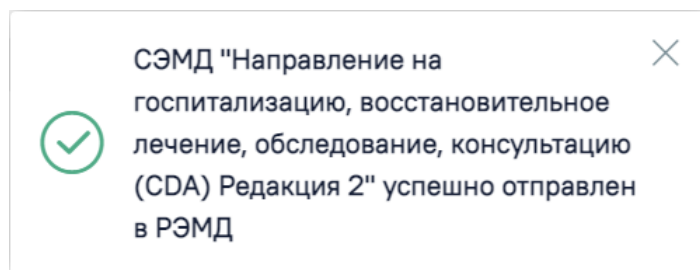 СЭМД "Направление на
госпитализацию, восстановительное
лечение, обследование, консультацию
(CDA) Редакция 2" успешно отправлен
в РЭМД